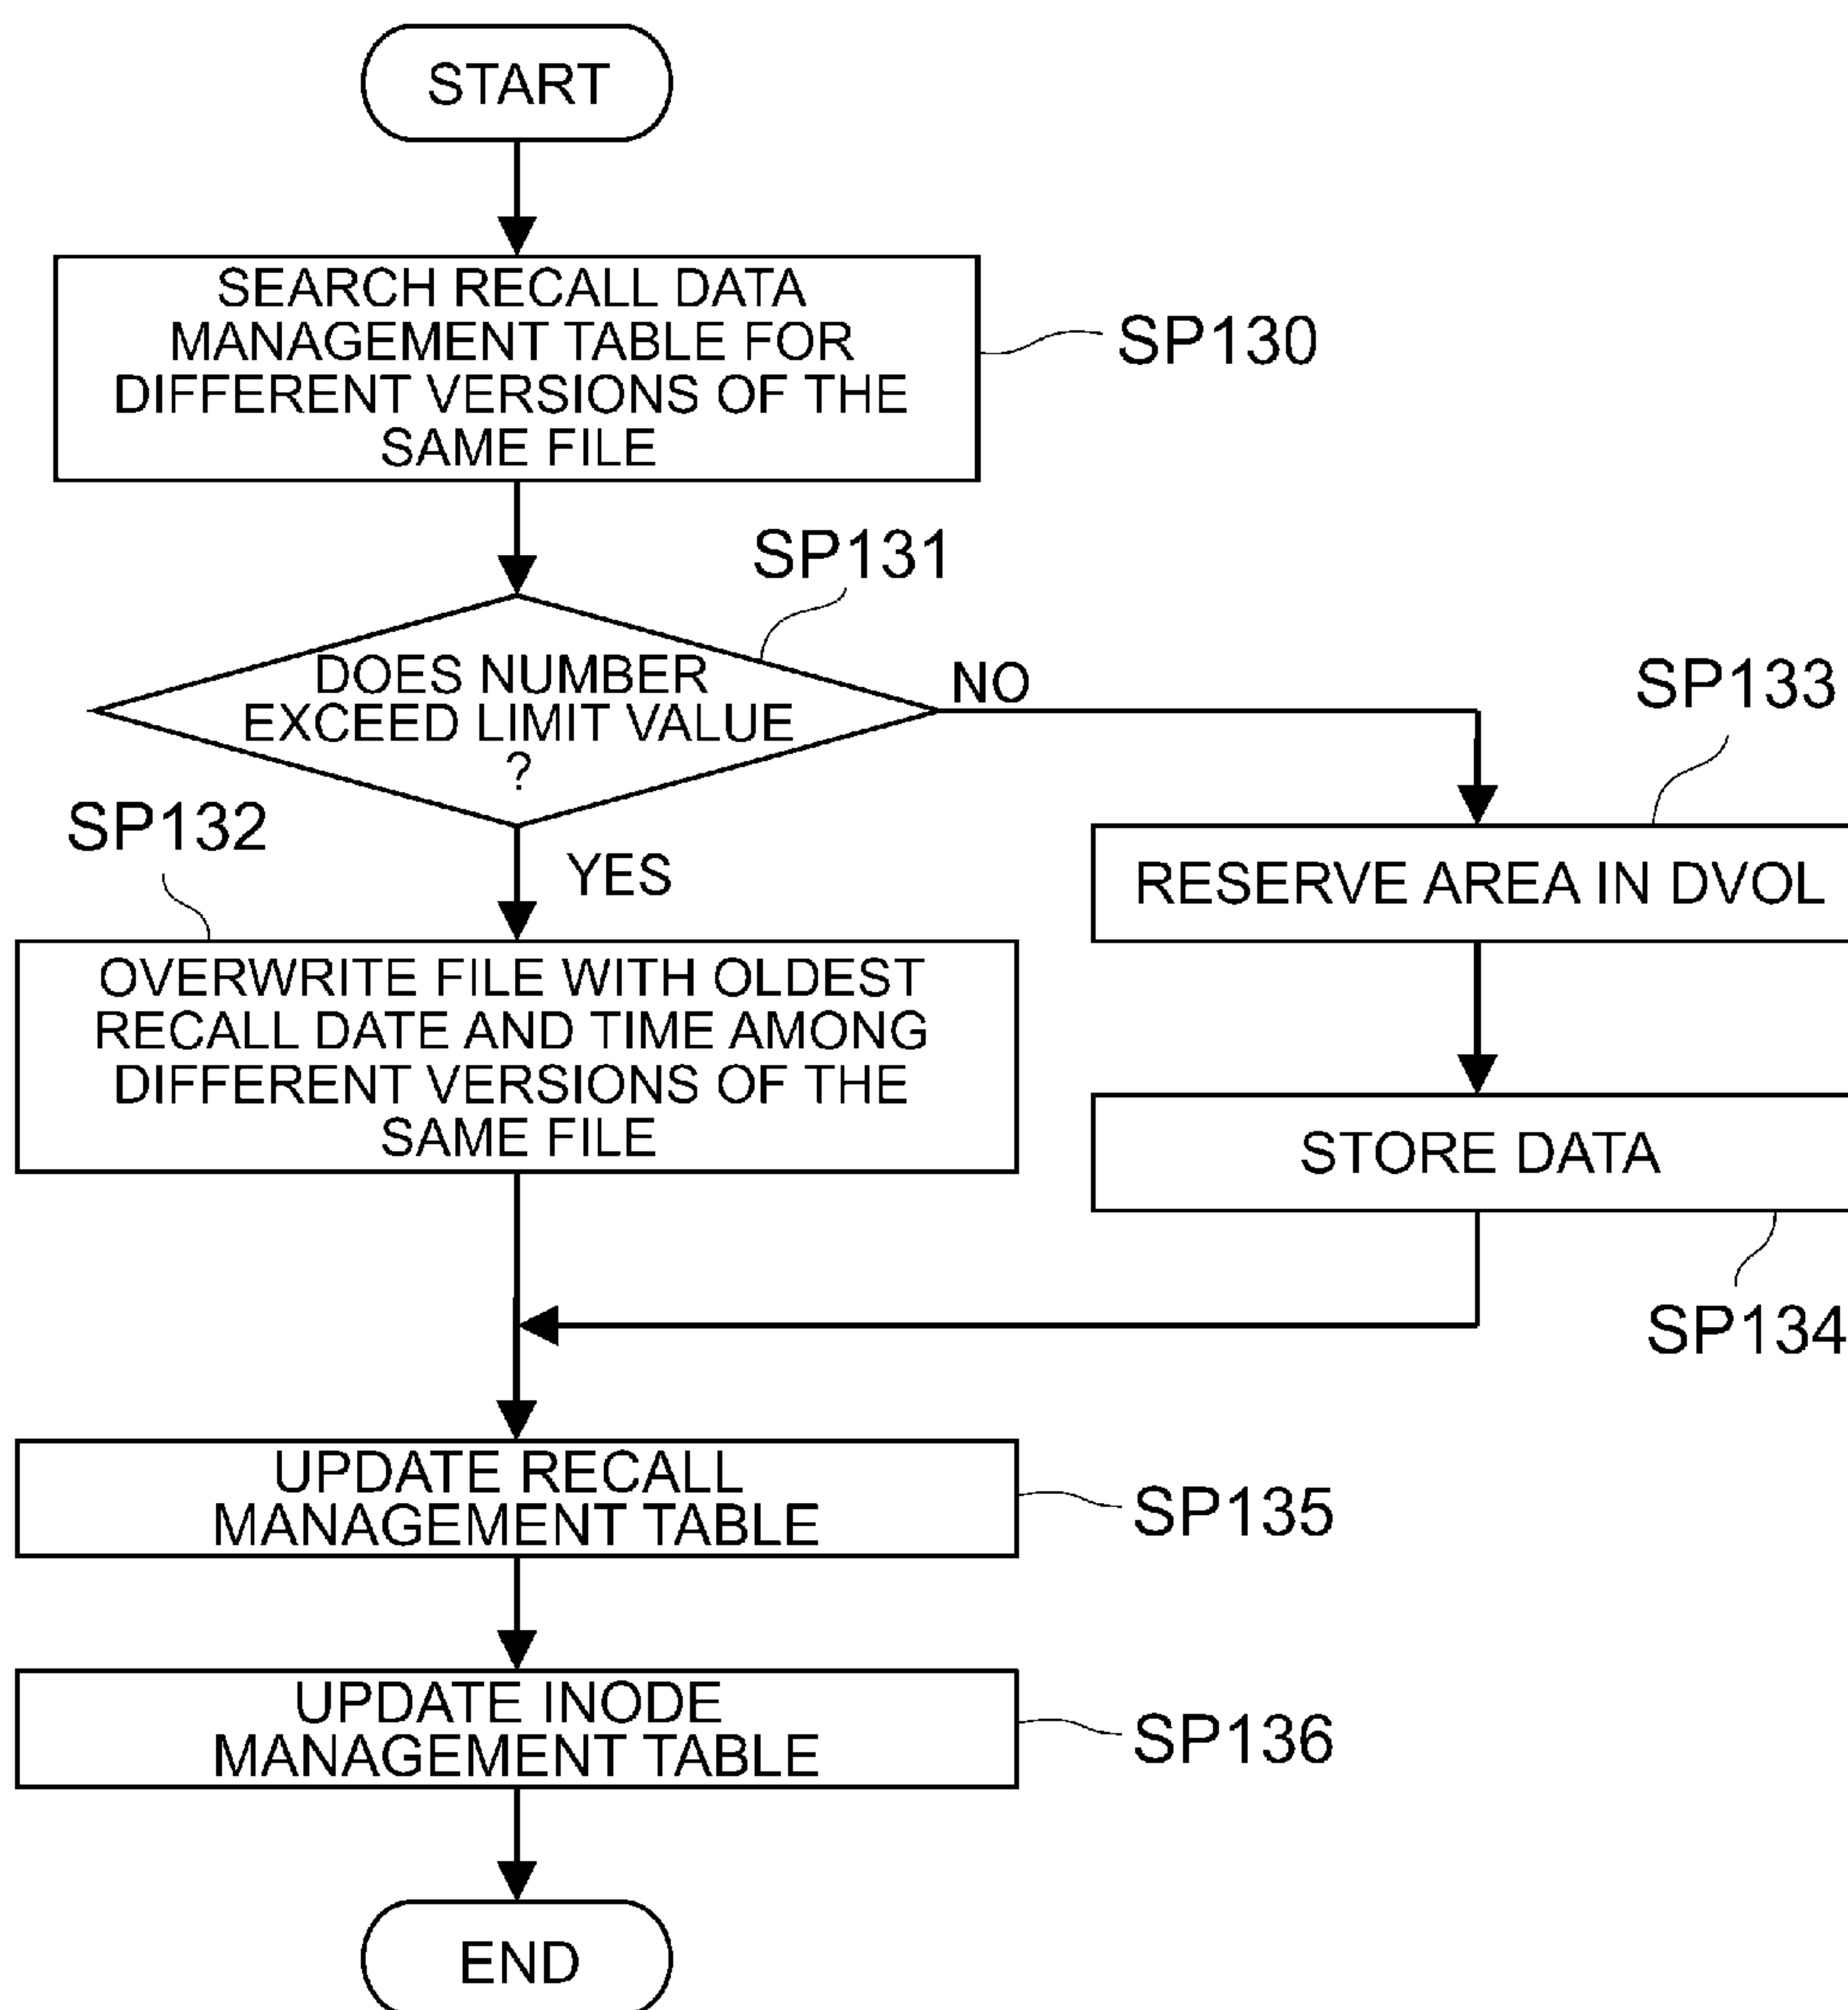 START
SEARCH RECALL DATA
MANAGEMENT TABLE FOR
DIFFERENT VERSIONS OF THE
SAME FILE
SP130
SP131
DOES NUMBER
EXCEED LIMIT VALUE
?
NO
YES
SP132
OVERWRITE FILE WITH OLDEST
RECALL DATE AND TIME AMONG
DIFFERENT VERSIONS OF THE
SAME FILE
SP133
RESERVE AREA IN DVOL
STORE DATA
SP134
UPDATE RECALL
MANAGEMENT TABLE
SP135
UPDATE INODE
MANAGEMENT TABLE
SP136
END